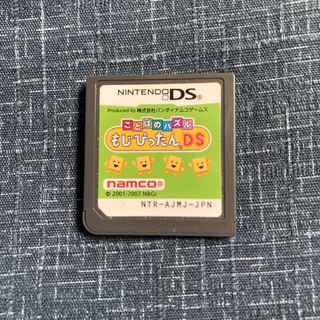 NINTENDO DS®
Produced by 株式会社バンダイナムコゲームス
ことばのパズル
もじぴったんDS
namco®
© 2001-2007 NBGI
NTR-AJMJ-JPN